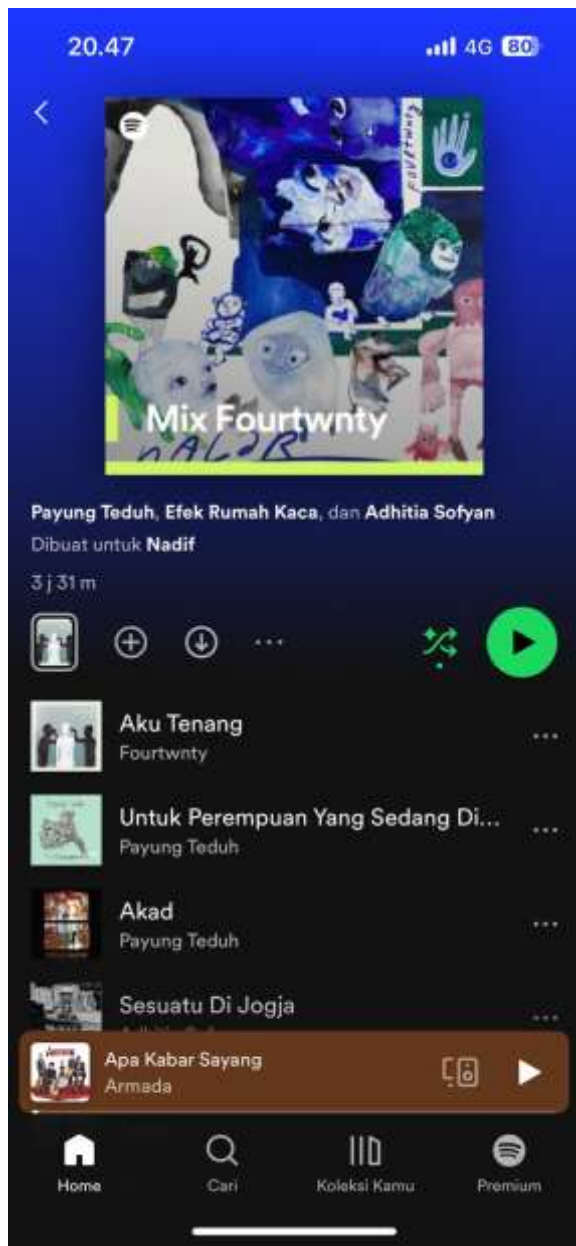 20.47
4G 80
FOURTWNTY
Mix Fourtwnty
NALAR
Payung Teduh, Efek Rumah Kaca, dan Adhitia Sofyan
Dibuat untuk Nadif
3 j 31 m
Aku Tenang
Fourtwnty
Untuk Perempuan Yang Sedang Di...
Payung Teduh
Akad
Payung Teduh
Sesuatu Di Jogja
Apa Kabar Sayang
Armada
Home
Cari
Koleksi Kamu
Premium